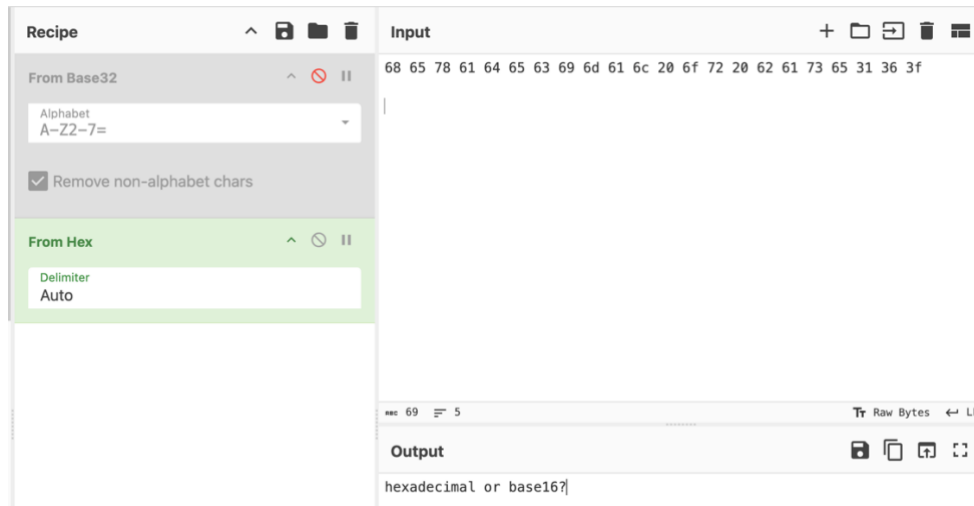 Recipe
From Base32
Alphabet
A-Z2-7=
Remove non-alphabet chars
From Hex
Delimiter
Auto
Input
68 65 78 61 64 65 63 69 6d 61 6c 20 6f 72 20 62 61 73 65 31 36 3f
REC 69 5
Tт Raw Bytes
Output
hexadecimal or base16?